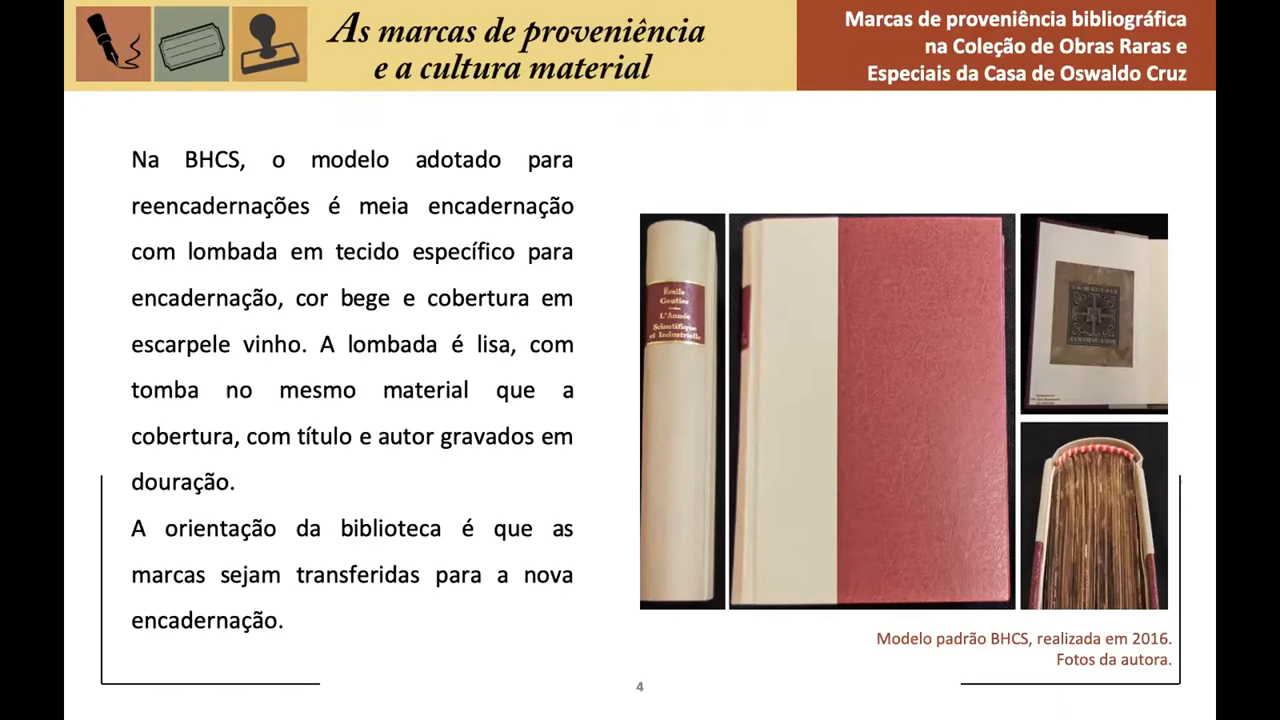 As marcas de proveniência
e a cultura material
Marcas de proveniência bibliográfica
na Coleção de Obras Raras e
Especiais da Casa de Oswaldo Cruz
Na BHCS, o modelo adotado para
reencadernações é meia encadernação
com lombada em tecido específico para
encadernação, cor bege e cobertura em
escarpele vinho. A lombada é lisa, com
tomba no mesmo material que a
cobertura, com título e autor gravados em
douração.
A orientação da biblioteca é que as
marcas sejam transferidas para a nova
encadernação.
Émile
Gautier
L'Année
Scientifique
et Industrielle
Modelo padrão BHCS, realizada em 2016.
Fotos da autora.
4